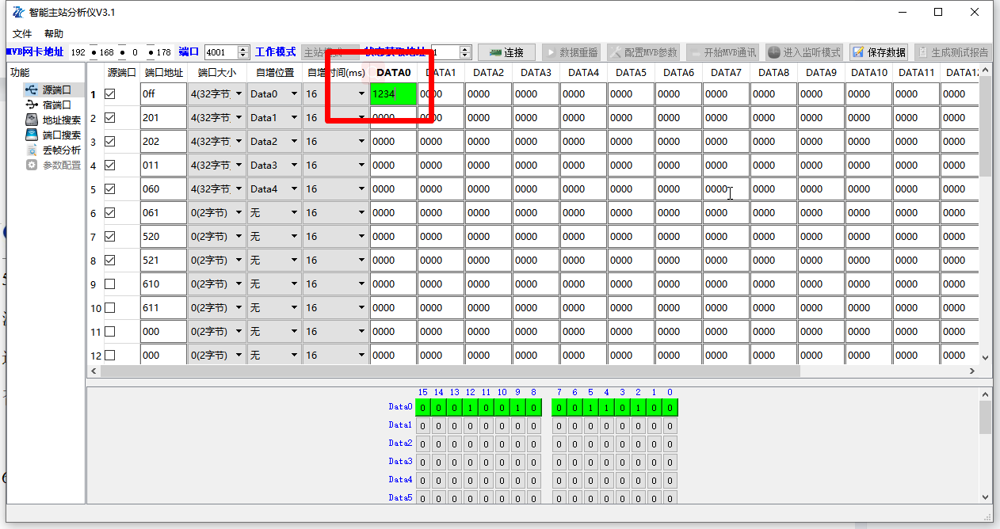 智能主站分析仪V3.1
文件 帮助
MVB网卡地址 192 168 0 178 端口 4001 工作模式 主站模式 状态获取地址 1 连接 数据重播 配置MVB参数 开始MVB通讯 进入监听模式 保存数据 生成测试报告
功能
源端口
宿端口
地址搜索
端口搜索
丢帧分析
参数配置
源端口 端口地址 端口大小 自增位置 自增时间(ms) DATA0 DATA1 DATA2 DATA3 DATA4 DATA5 DATA6 DATA7 DATA8 DATA9 DATA10 DATA11 DATA12
1 0ff 4(32字节) Data0 16 1234 0000 0000 0000 0000 0000 0000 0000 0000 0000 0000 0000 0000
2 201 4(32字节) Data1 16 0000 0000 0000 0000 0000 0000 0000 0000 0000 0000 0000 0000 0000
3 202 4(32字节) Data2 16 0000 0000 0000 0000 0000 0000 0000 0000 0000 0000 0000 0000 0000
4 011 4(32字节) Data3 16 0000 0000 0000 0000 0000 0000 0000 0000 0000 0000 0000 0000 0000
5 060 4(32字节) Data4 16 0000 0000 0000 0000 0000 0000 0000 0000 0000 0000 0000 0000 0000
6 061 0(2字节) 无 16 0000 0000 0000 0000 0000 0000 0000 0000 0000 0000 0000 0000 0000
7 520 0(2字节) 无 16 0000 0000 0000 0000 0000 0000 0000 0000 0000 0000 0000 0000 0000
8 521 0(2字节) 无 16 0000 0000 0000 0000 0000 0000 0000 0000 0000 0000 0000 0000 0000
9 610 0(2字节) 无 16 0000 0000 0000 0000 0000 0000 0000 0000 0000 0000 0000 0000 0000
10 611 0(2字节) 无 16 0000 0000 0000 0000 0000 0000 0000 0000 0000 0000 0000 0000 0000
11 000 0(2字节) 无 16 0000 0000 0000 0000 0000 0000 0000 0000 0000 0000 0000 0000 0000
12 000 0(2字节) 无 16 0000 0000 0000 0000 0000 0000 0000 0000 0000 0000 0000 0000 0000
15 14 13 12 11 10 9 8 7 6 5 4 3 2 1 0
Data0 0 0 0 1 0 0 1 0 0 0 1 1 0 1 0 0
Data1 0 0 0 0 0 0 0 0 0 0 0 0 0 0 0 0
Data2 0 0 0 0 0 0 0 0 0 0 0 0 0 0 0 0
Data3 0 0 0 0 0 0 0 0 0 0 0 0 0 0 0 0
Data4 0 0 0 0 0 0 0 0 0 0 0 0 0 0 0 0
Data5 0 0 0 0 0 0 0 0 0 0 0 0 0 0 0 0